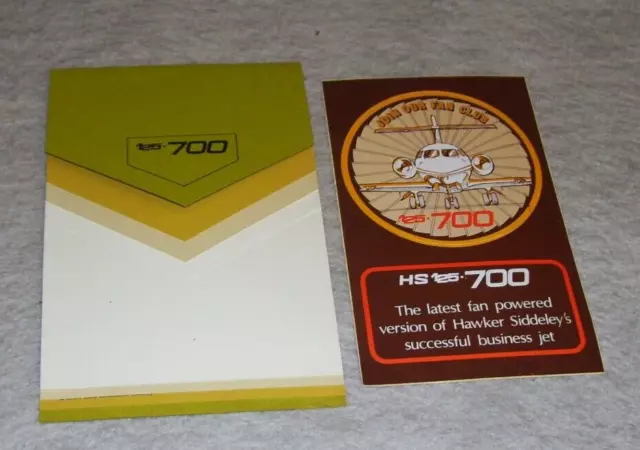 125·700
JOIN OUR FAN CLUB
125·700
HS 125·700
The latest fan powered
version of Hawker Siddeley's
successful business jet